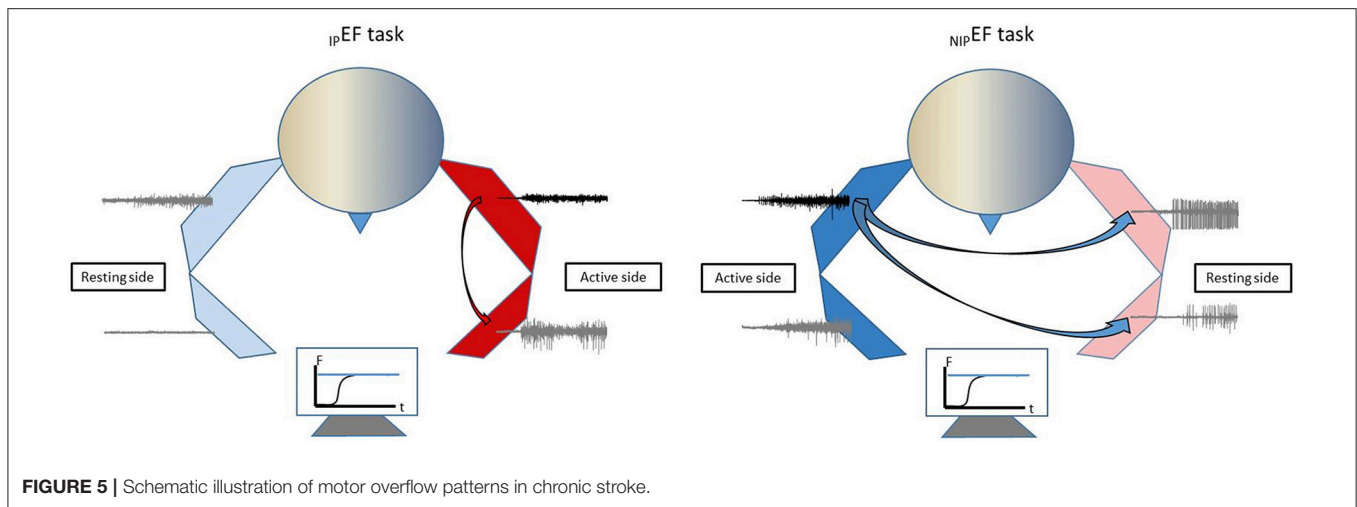 IPEF task
NIPEF task
Resting side
Active side
Active side
Resting side
F
t
F
t
FIGURE 5 | Schematic illustration of motor overflow patterns in chronic stroke.